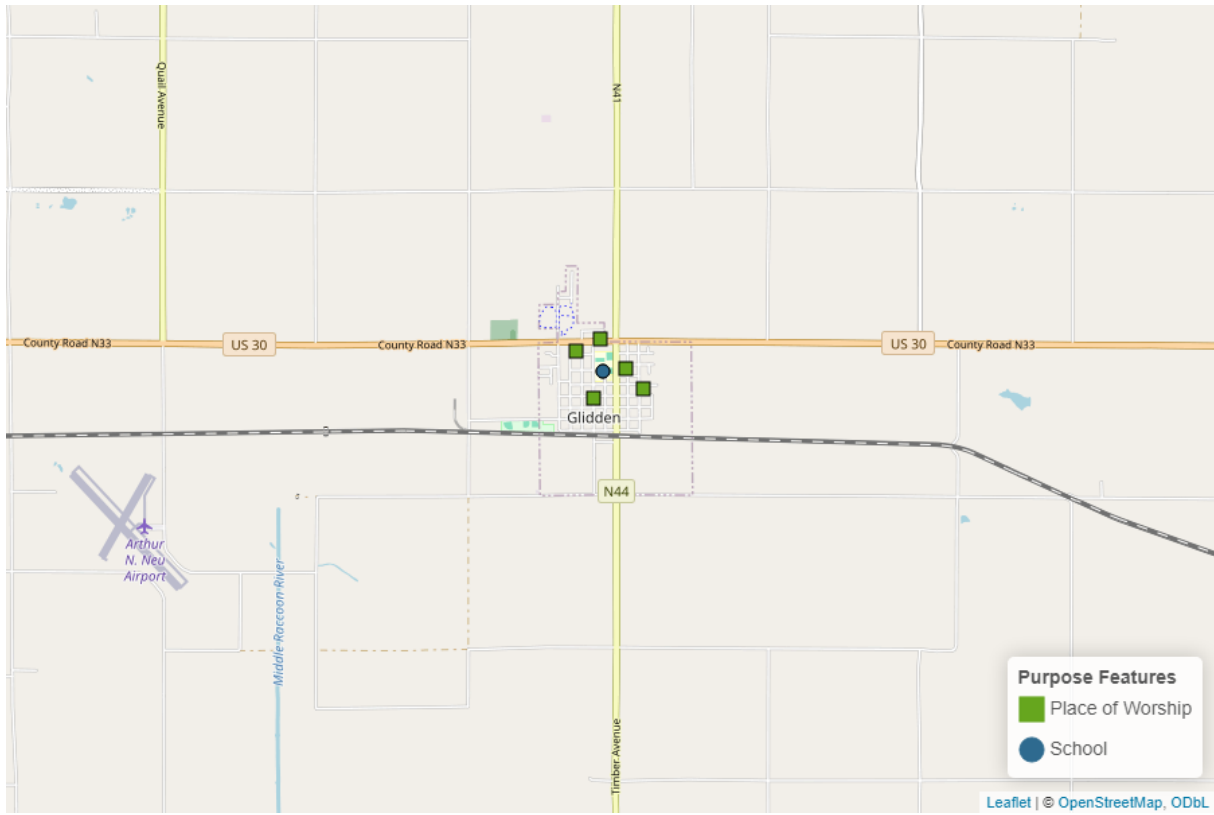 Quail Avenue
N41
County Road N33
US 30
County Road N33
US 30
County Road N33
Glidden
N44
Arthur
N. Neu
Airport
Middle Raccoon River
Timber Avenue
Purpose Features
Place of Worship
School
Leaflet | © OpenStreetMap, ODbL